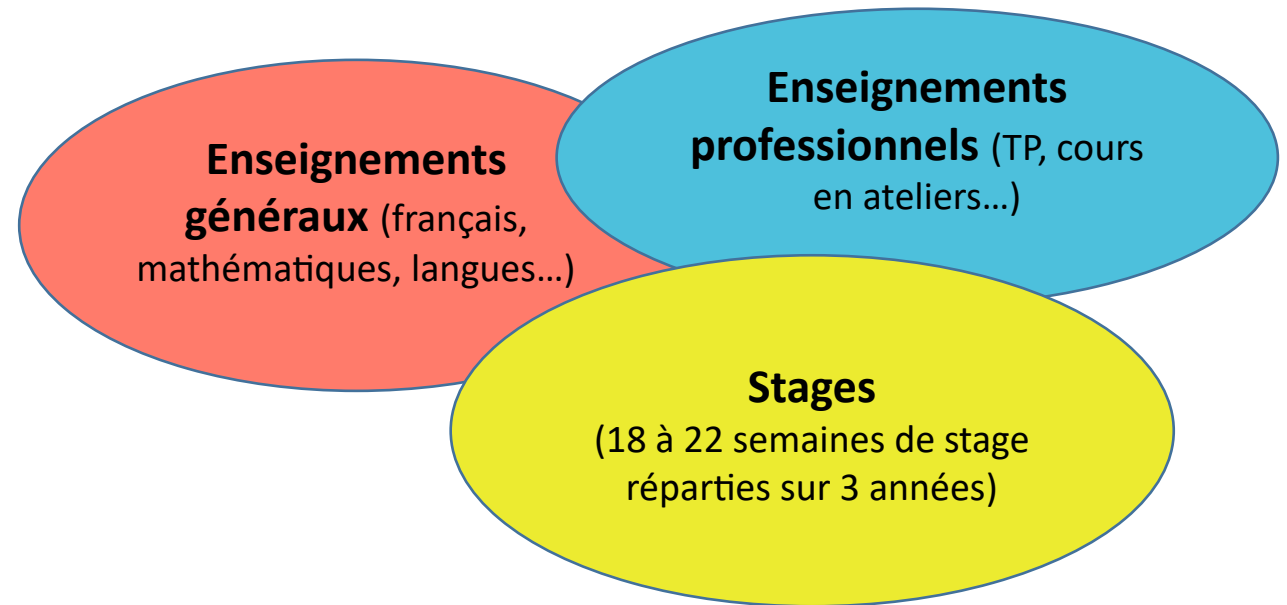 Enseignements
généraux (français,
mathématiques, langues…)
Enseignements
professionnels (TP, cours
en ateliers…)
Stages
(18 à 22 semaines de stage
réparties sur 3 années)